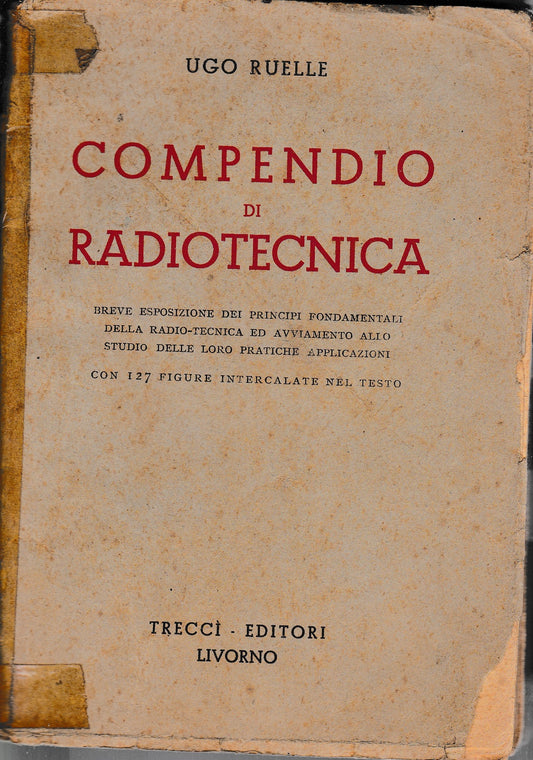 UGO RUELLE
COMPENDIO
DI
RADIOTECNICA
BREVE ESPOSIZIONE DEI PRINCIPI FONDAMENTALI
DELLA RADIO-TECNICA ED AVVIAMENTO ALLO
STUDIO DELLE LORO PRATICHE APPLICAZIONI
CON 127 FIGURE INTERCALATE NEL TESTO
TRECCÌ - EDITORI
LIVORNO